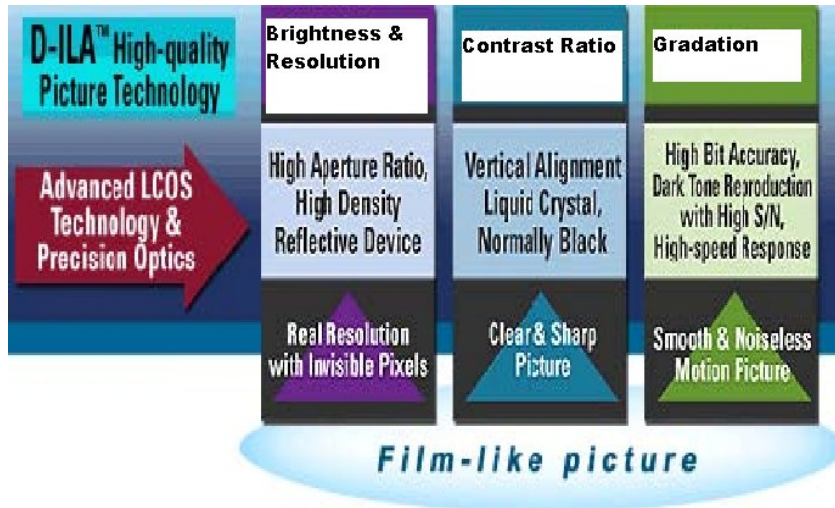 D-ILA™ High-quality
Picture Technology
Advanced LCOS
Technology &
Precision Optics
Brightness &
Resolution
High Aperture Ratio,
High Density
Reflective Device
Real Resolution
with Invisible Pixels
Contrast Ratio
Vertical Alignment
Liquid Crystal,
Normally Black
Clear & Sharp
Picture
Gradation
High Bit Accuracy,
Dark Tone Reproduction
with High S/N,
High-speed Response
Smooth & Noiseless
Motion Picture
Film-like picture